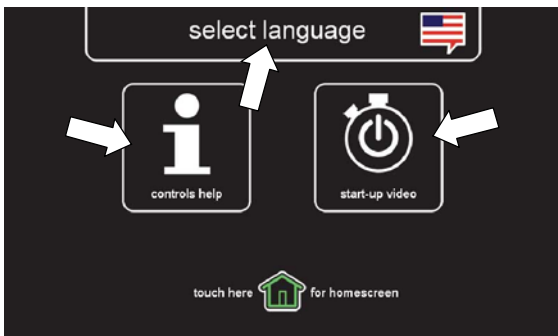 select language
controls help
start-up video
touch here for homescreen